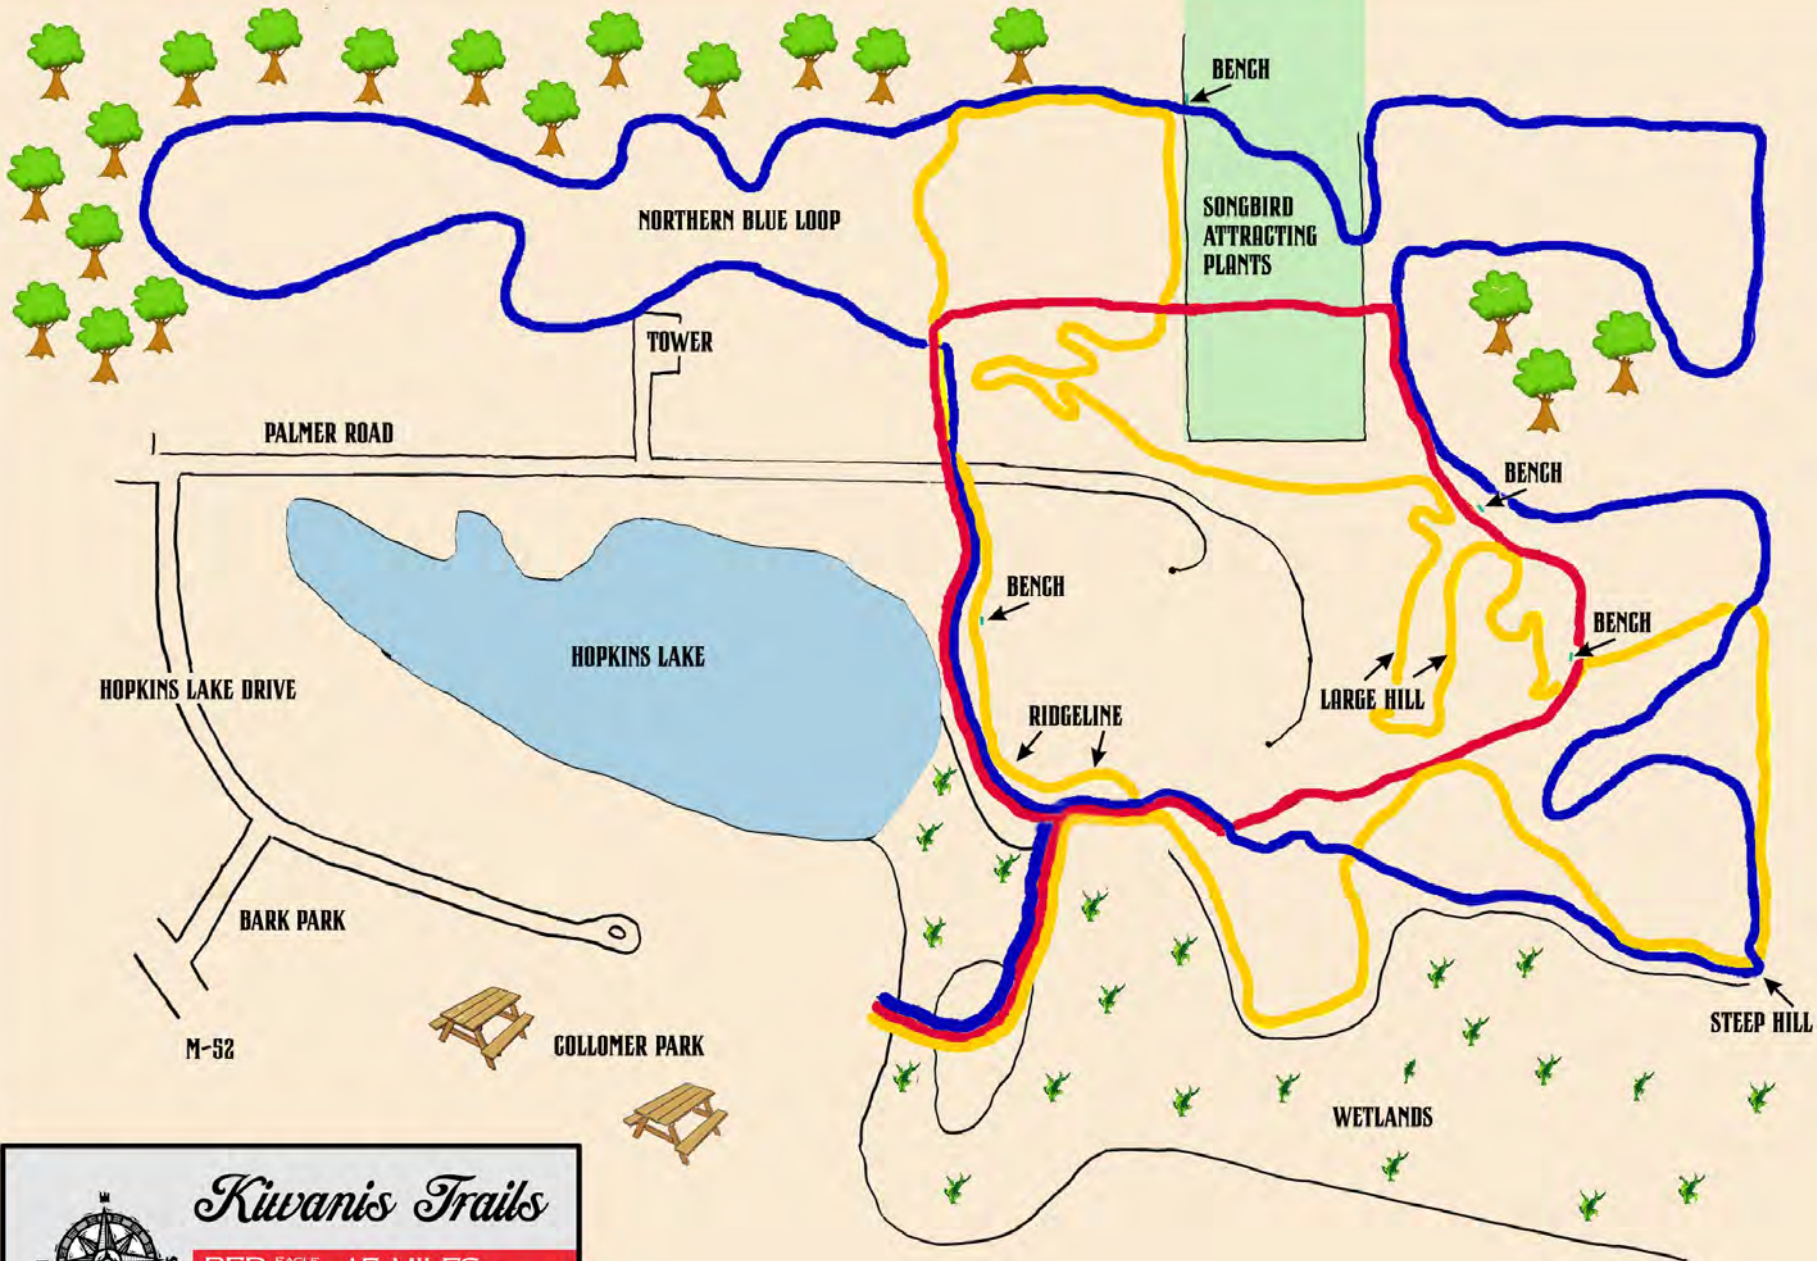 BENCH
SONGBIRD
ATTRACTING
PLANTS
NORTHERN BLUE LOOP
TOWER
PALMER ROAD
BENCH
BENCH
BENCH
HOPKINS LAKE
HOPKINS LAKE DRIVE
LARGE HILL
RIDGELINE
BARK PARK
STEEP HILL
M-52
COLLOMER PARK
WETLANDS
Kiwanis Trails